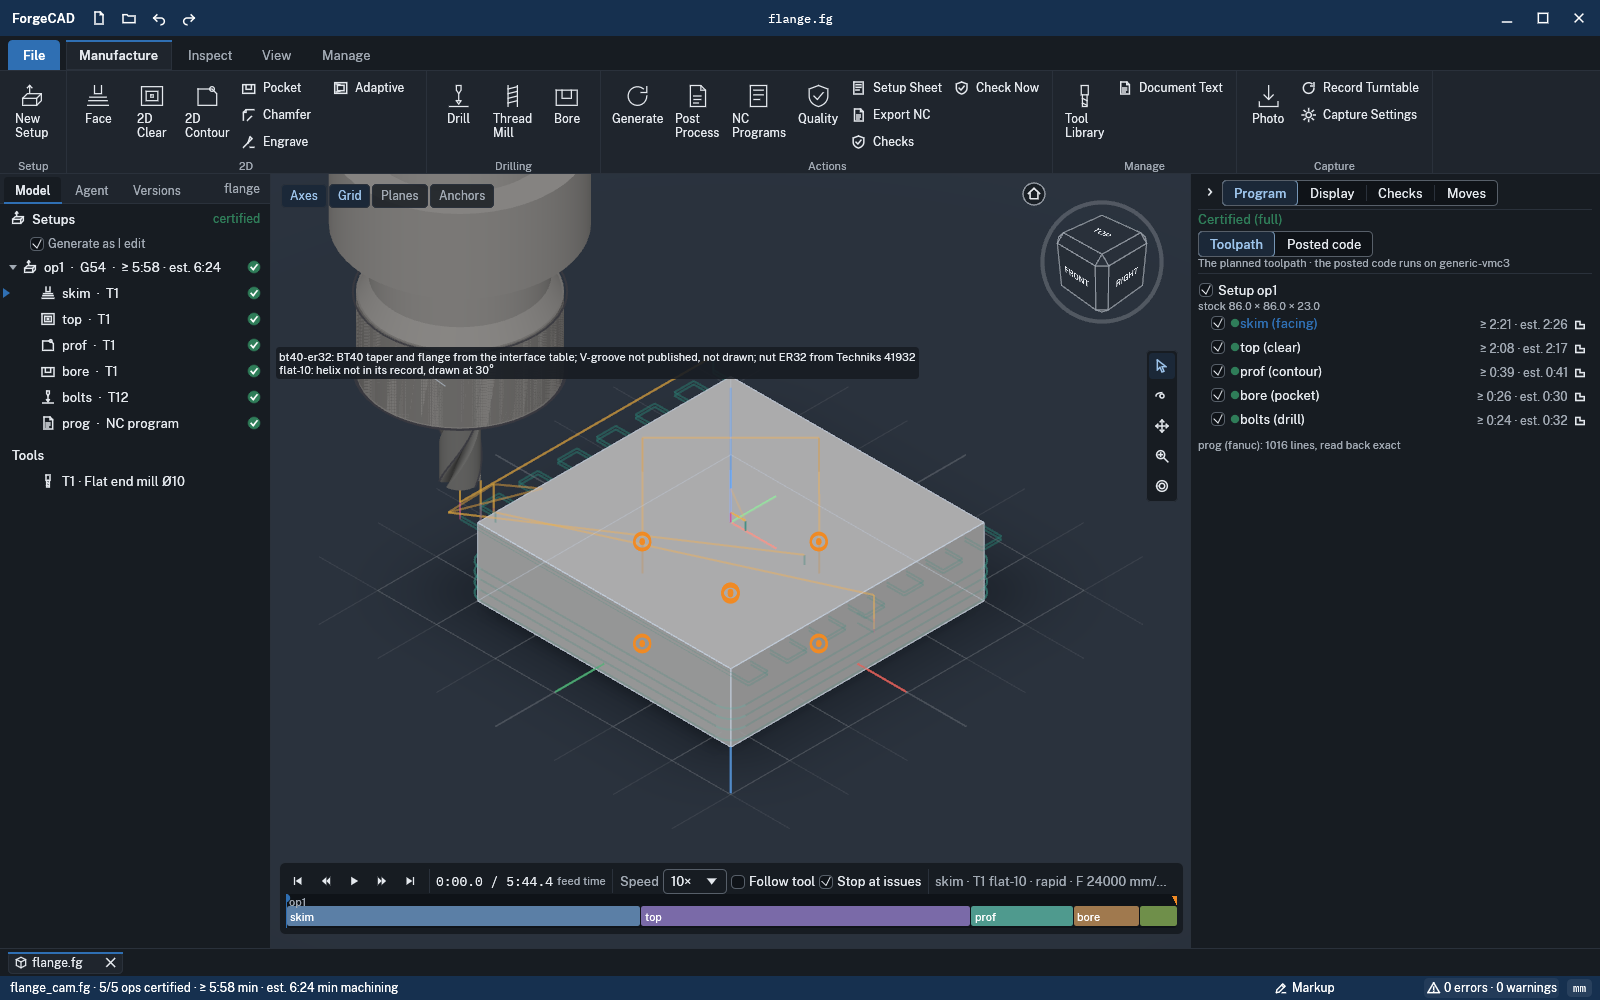 ForgeCAD
flange.fg
File
Manufacture
Inspect
View
Manage
New Setup
Setup
Face
2D Clear
2D Contour
Pocket
Chamfer
Engrave
Adaptive
2D
Drill
Thread Mill
Bore
Drilling
Generate
Post Process
NC Programs
Quality
Setup Sheet
Export NC
Checks
Check Now
Actions
Tool Library
Document Text
Manage
Photo
Record Turntable
Capture Settings
Capture
Model
Agent
Versions
flange
Setups
certified
Generate as I edit
op1 · G54 · ≥ 5:58 · est. 6:24
skim · T1
top · T1
prof · T1
bore · T1
bolts · T12
prog · NC program
Tools
T1 · Flat end mill Ø10
Axes
Grid
Planes
Anchors
TOP
FRONT
RIGHT
bt40-er32: BT40 taper and flange from the interface table; V-groove not published, not drawn; nut ER32 from Techniks 41932
flat-10: helix not in its record, drawn at 30°
0:00.0 / 5:44.4 feed time
Speed
10×
Follow tool
Stop at issues
skim · T1 flat-10 · rapid · F 24000 mm/...
op1
skim
top
prof
bore
Program
Display
Checks
Moves
Certified (full)
Toolpath
Posted code
The planned toolpath · the posted code runs on generic-vmc3
Setup op1
stock 86.0 × 86.0 × 23.0
skim (facing) ≥ 2:21 · est. 2:26
top (clear) ≥ 2:08 · est. 2:17
prof (contour) ≥ 0:39 · est. 0:41
bore (pocket) ≥ 0:26 · est. 0:30
bolts (drill) ≥ 0:24 · est. 0:32
prog (fanuc): 1016 lines, read back exact
flange.fg
flange_cam.fg · 5/5 ops certified · ≥ 5:58 min · est. 6:24 min machining
Markup
0 errors · 0 warnings
mm